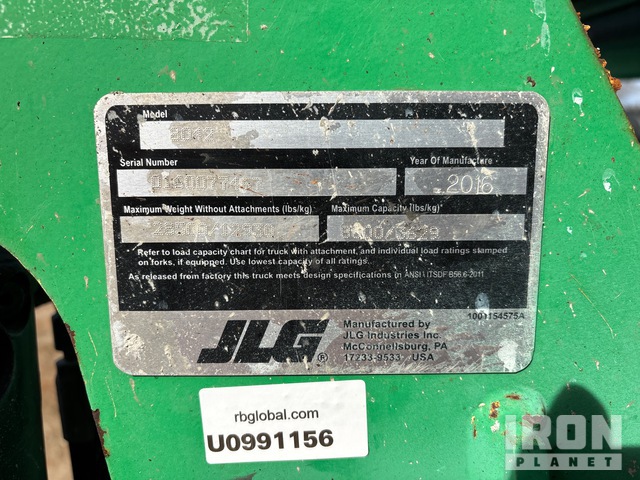 Model
Serial Number
Year Of Manufacture
2016
Maximum Weight Without Attachments (lbs/kg)
Maximum Capacity (lbs/kg)
Refer to load capacity chart for truck with attachment, and individual load ratings stamped
on forks, if equipped. Use lowest capacity of all ratings.
As released from factory this truck meets design specifications in ANSI \ ITSDF B56.6-2011
1001154575A
JLG®
Manufactured by
JLG Industries Inc.
McConnellsburg, PA
17233-9533 USA
rbglobal.com
U0991156
IRON
PLANET